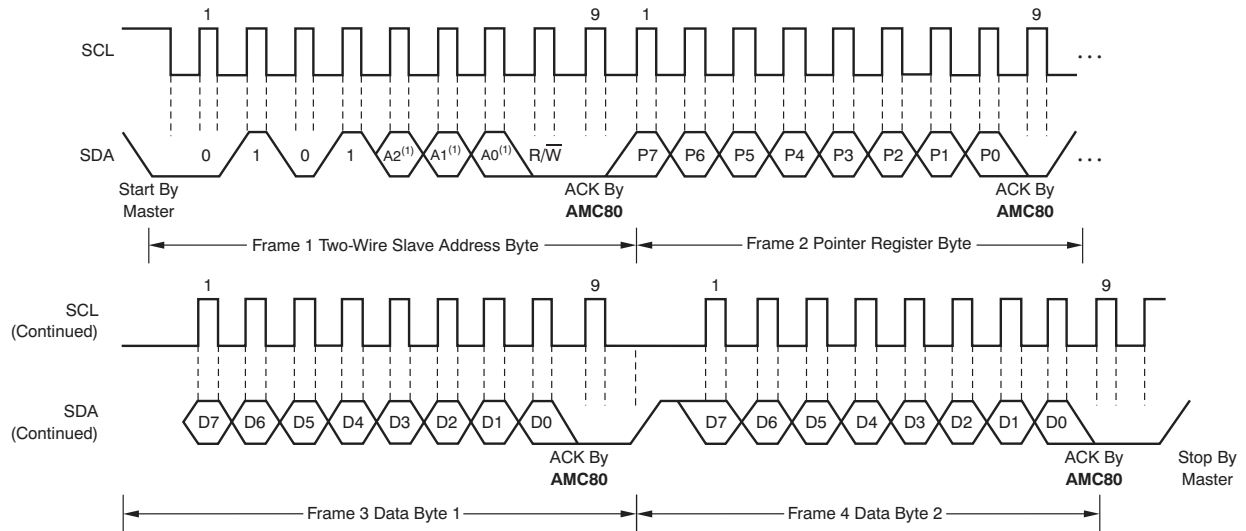 1 9 1 9
SCL ...
SDA 0 1 0 1 A2(1) A1(1) A0(1) R/W̅ P7 P6 P5 P4 P3 P2 P1 P0 ...
Start By Master
ACK By AMC80
ACK By AMC80
Frame 1 Two-Wire Slave Address Byte
Frame 2 Pointer Register Byte
1 9 1 9
SCL
(Continued)
SDA
(Continued)
D7 D6 D5 D4 D3 D2 D1 D0 D7 D6 D5 D4 D3 D2 D1 D0
ACK By AMC80
ACK By AMC80
Stop By Master
Frame 3 Data Byte 1
Frame 4 Data Byte 2